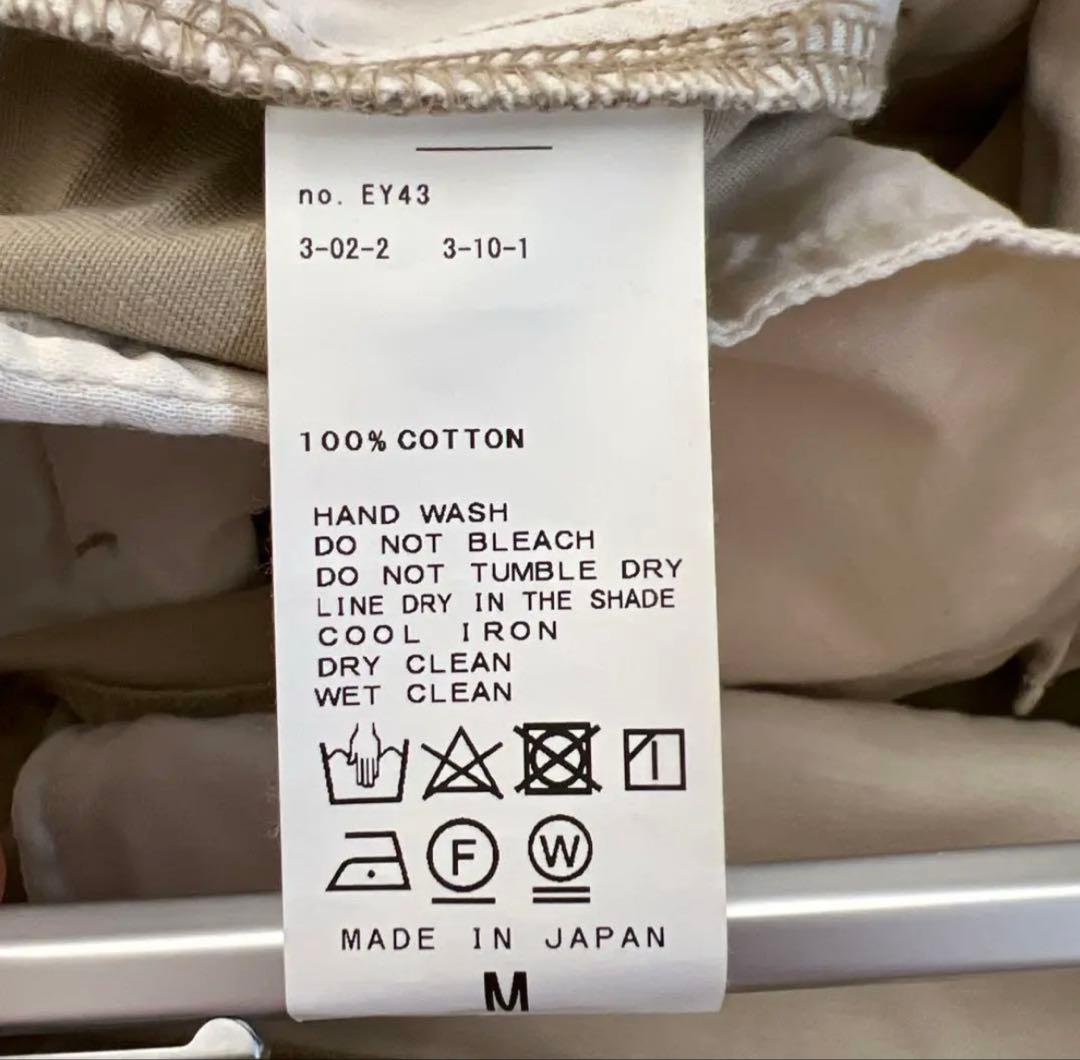 no. EY43
3-02-2 3-10-1
100% COTTON
HAND WASH
DO NOT BLEACH
DO NOT TUMBLE DRY
LINE DRY IN THE SHADE
COOL IRON
DRY CLEAN
WET CLEAN
F W
MADE IN JAPAN
M